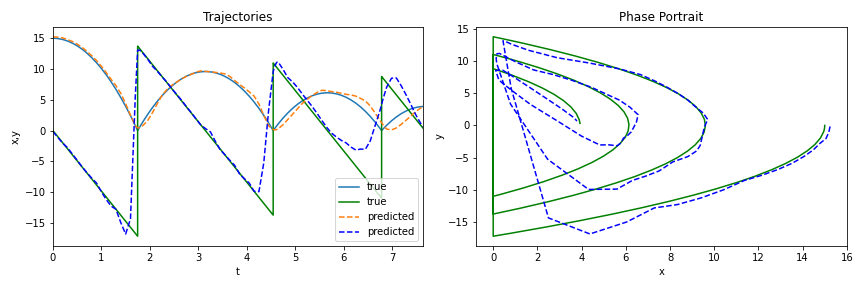 Trajectories
x,y
15
10
5
0
−5
−10
−15
true
true
predicted
predicted
0 1 2 3 4 5 6 7
t
Phase Portrait
y
15
10
5
0
−5
−10
−15
0 2 4 6 8 10 12 14 16
x